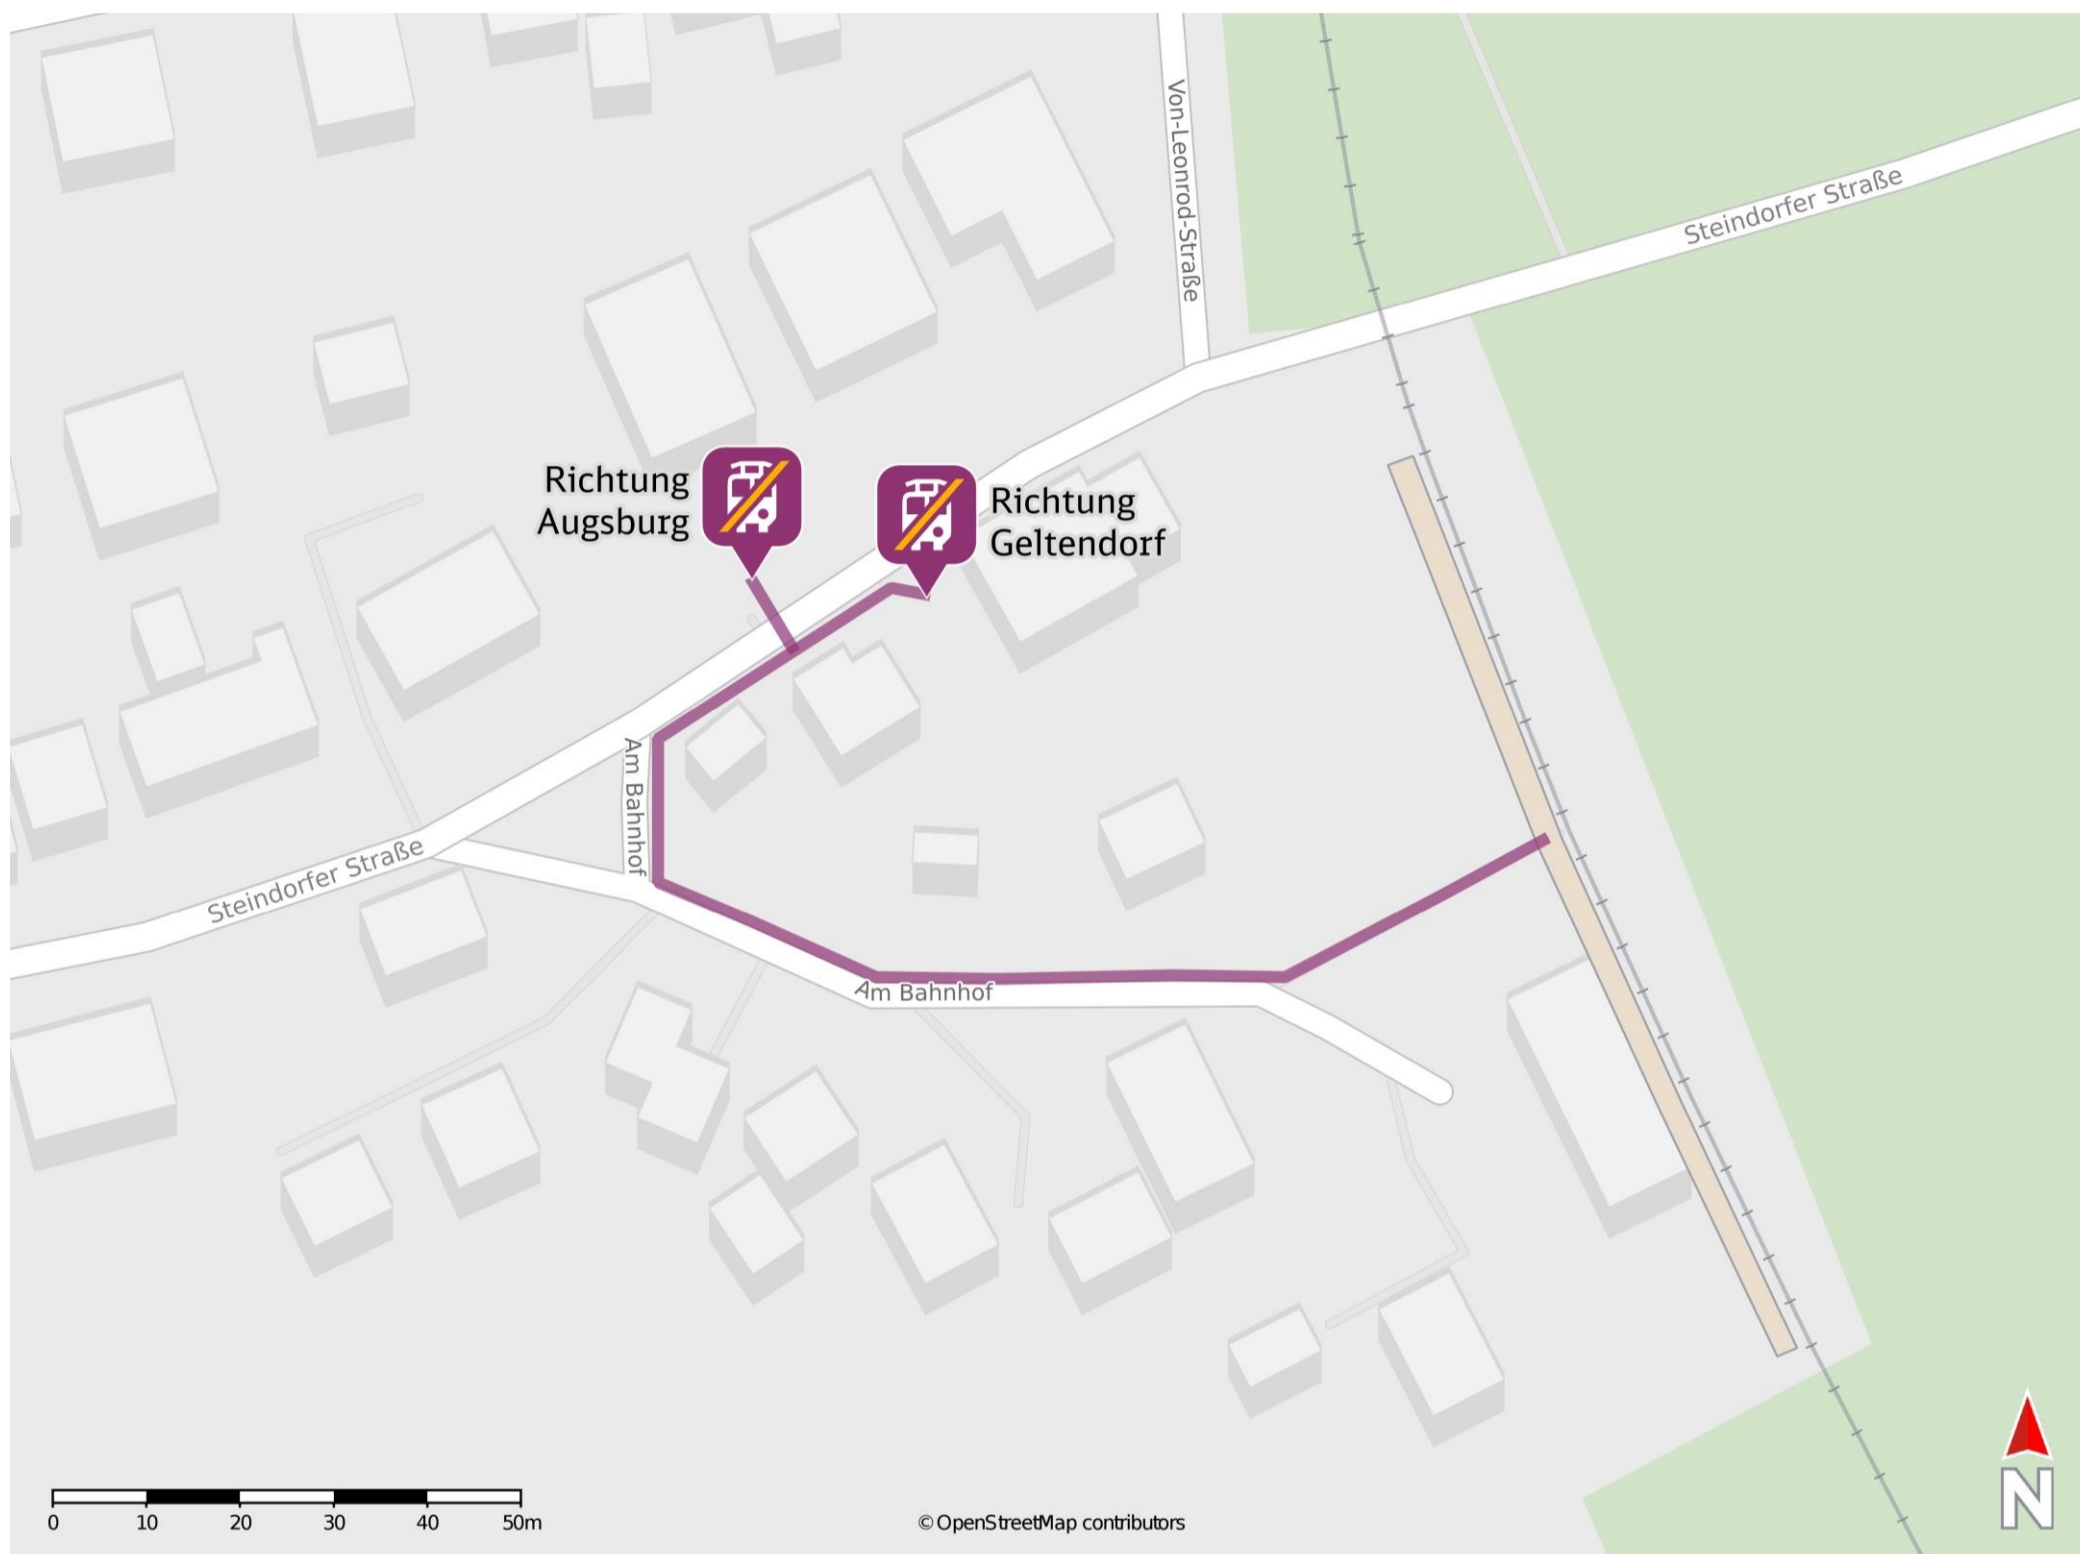 Von-Leonrod-Straße
Steindorfer Straße
Richtung
Augsburg
Richtung
Geltendorf
Am Bahnhof
Steindorfer Straße
Am Bahnhof
0 10 20 30 40 50m
© OpenStreetMap contributors
N